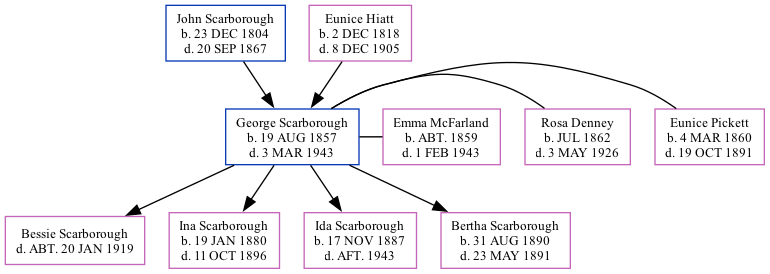 John Scarborough
b. 23 DEC 1804
d. 20 SEP 1867
Eunice Hiatt
b. 2 DEC 1818
d. 8 DEC 1905
George Scarborough
b. 19 AUG 1857
d. 3 MAR 1943
Emma McFarland
b. ABT. 1859
d. 1 FEB 1943
Rosa Denney
b. JUL 1862
d. 3 MAY 1926
Eunice Pickett
b. 4 MAR 1860
d. 19 OCT 1891
Bessie Scarborough
d. ABT. 20 JAN 1919
Ina Scarborough
b. 19 JAN 1880
d. 11 OCT 1896
Ida Scarborough
b. 17 NOV 1887
d. AFT. 1943
Bertha Scarborough
b. 31 AUG 1890
d. 23 MAY 1891